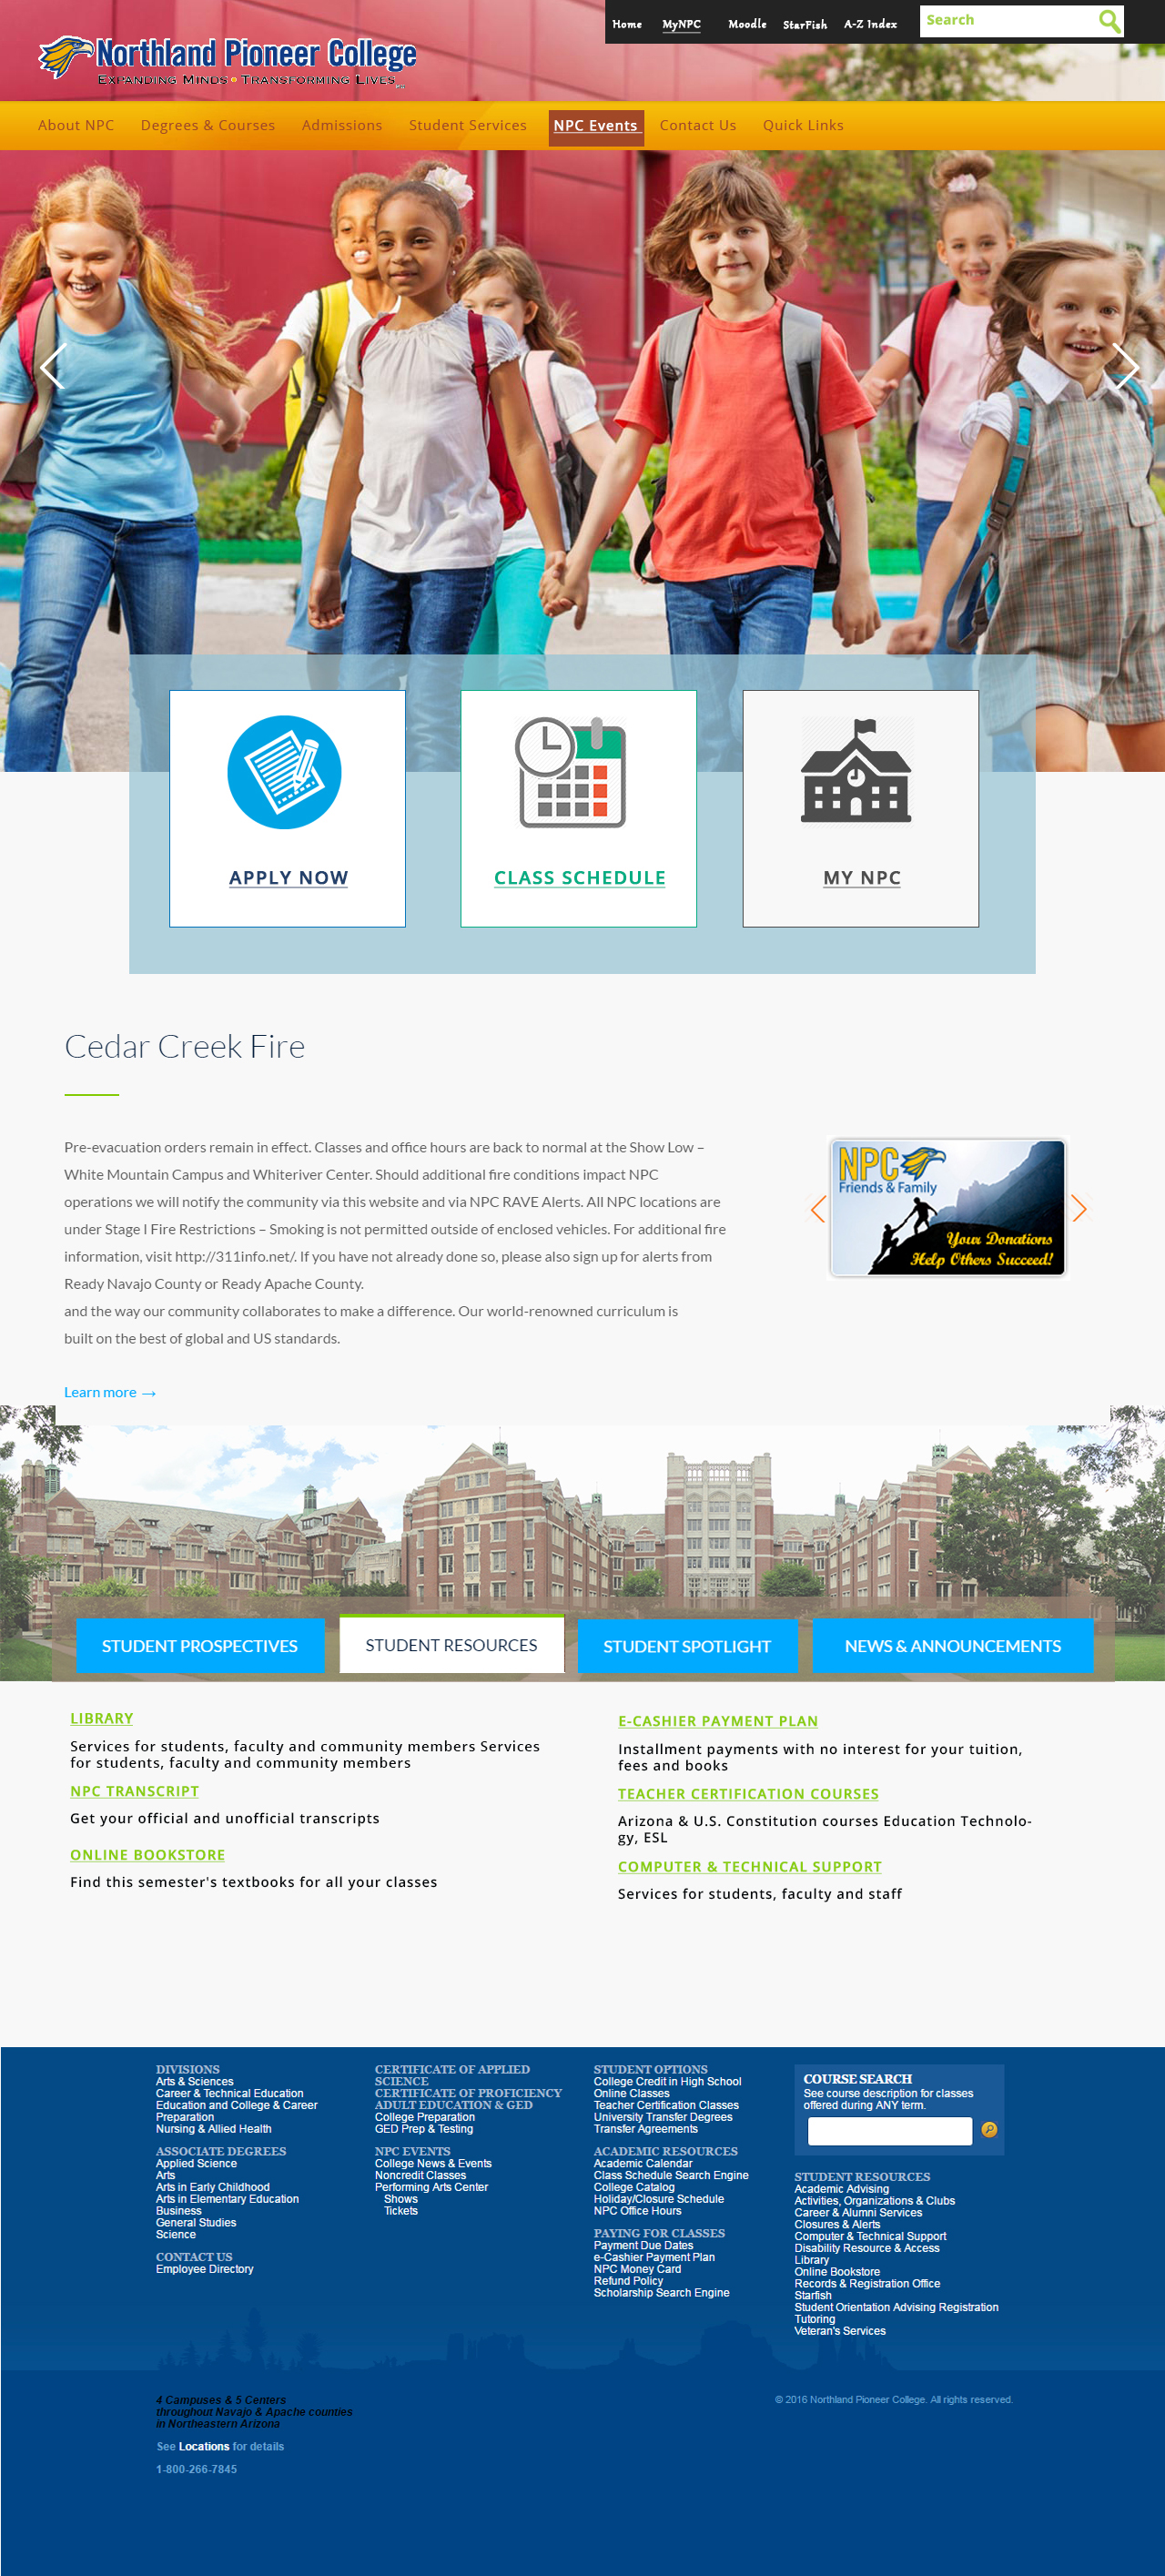 Home MyNPC Moodle StarFish A-Z Index Search
Northland Pioneer College
Expanding Minds • Transforming Lives
About NPC Degrees & Courses Admissions Student Services NPC Events Contact Us Quick Links
APPLY NOW CLASS SCHEDULE MY NPC
Cedar Creek Fire
Pre-evacuation orders remain in effect. Classes and office hours are back to normal at the Show Low –
White Mountain Campus and Whiteriver Center. Should additional fire conditions impact NPC
operations we will notify the community via this website and via NPC RAVE Alerts. All NPC locations are
under Stage I Fire Restrictions – Smoking is not permitted outside of enclosed vehicles. For additional fire
information, visit http://311info.net/. If you have not already done so, please also sign up for alerts from
Ready Navajo County or Ready Apache County.
and the way our community collaborates to make a difference. Our world-renowned curriculum is
built on the best of global and US standards.
Learn more →
NPC
Friends & Family
Your Donations
Help Others Succeed!
STUDENT PROSPECTIVES STUDENT RESOURCES STUDENT SPOTLIGHT NEWS & ANNOUNCEMENTS
LIBRARY
Services for students, faculty and community members Services
for students, faculty and community members
NPC TRANSCRIPT
Get your official and unofficial transcripts
ONLINE BOOKSTORE
Find this semester's textbooks for all your classes
E-CASHIER PAYMENT PLAN
Installment payments with no interest for your tuition,
fees and books
TEACHER CERTIFICATION COURSES
Arizona & U.S. Constitution courses Education Technolo-
gy, ESL
COMPUTER & TECHNICAL SUPPORT
Services for students, faculty and staff
DIVISIONS
Arts & Sciences
Career & Technical Education
Education and College & Career
Preparation
Nursing & Allied Health
ASSOCIATE DEGREES
Applied Science
Arts
Arts in Early Childhood
Arts in Elementary Education
Business
General Studies
Science
CONTACT US
Employee Directory
CERTIFICATE OF APPLIED
SCIENCE
CERTIFICATE OF PROFICIENCY
ADULT EDUCATION & GED
College Preparation
GED Prep & Testing
NPC EVENTS
College News & Events
Noncredit Classes
Performing Arts Center
Shows
Tickets
STUDENT OPTIONS
College Credit in High School
Online Classes
Teacher Certification Classes
University Transfer Degrees
Transfer Agreements
ACADEMIC RESOURCES
Academic Calendar
Class Schedule Search Engine
College Catalog
Holiday/Closure Schedule
NPC Office Hours
PAYING FOR CLASSES
Payment Due Dates
e-Cashier Payment Plan
NPC Money Card
Refund Policy
Scholarship Search Engine
COURSE SEARCH
See course description for classes
offered during ANY term.
STUDENT RESOURCES
Academic Advising
Activities, Organizations & Clubs
Career & Alumni Services
Closures & Alerts
Computer & Technical Support
Disability Resource & Access
Library
Online Bookstore
Records & Registration Office
Starfish
Student Orientation Advising Registration
Tutoring
Veteran's Services
4 Campuses & 5 Centers
throughout Navajo & Apache counties
in Northeastern Arizona
See Locations for details
1-800-266-7845
© 2016 Northland Pioneer College. All rights reserved.